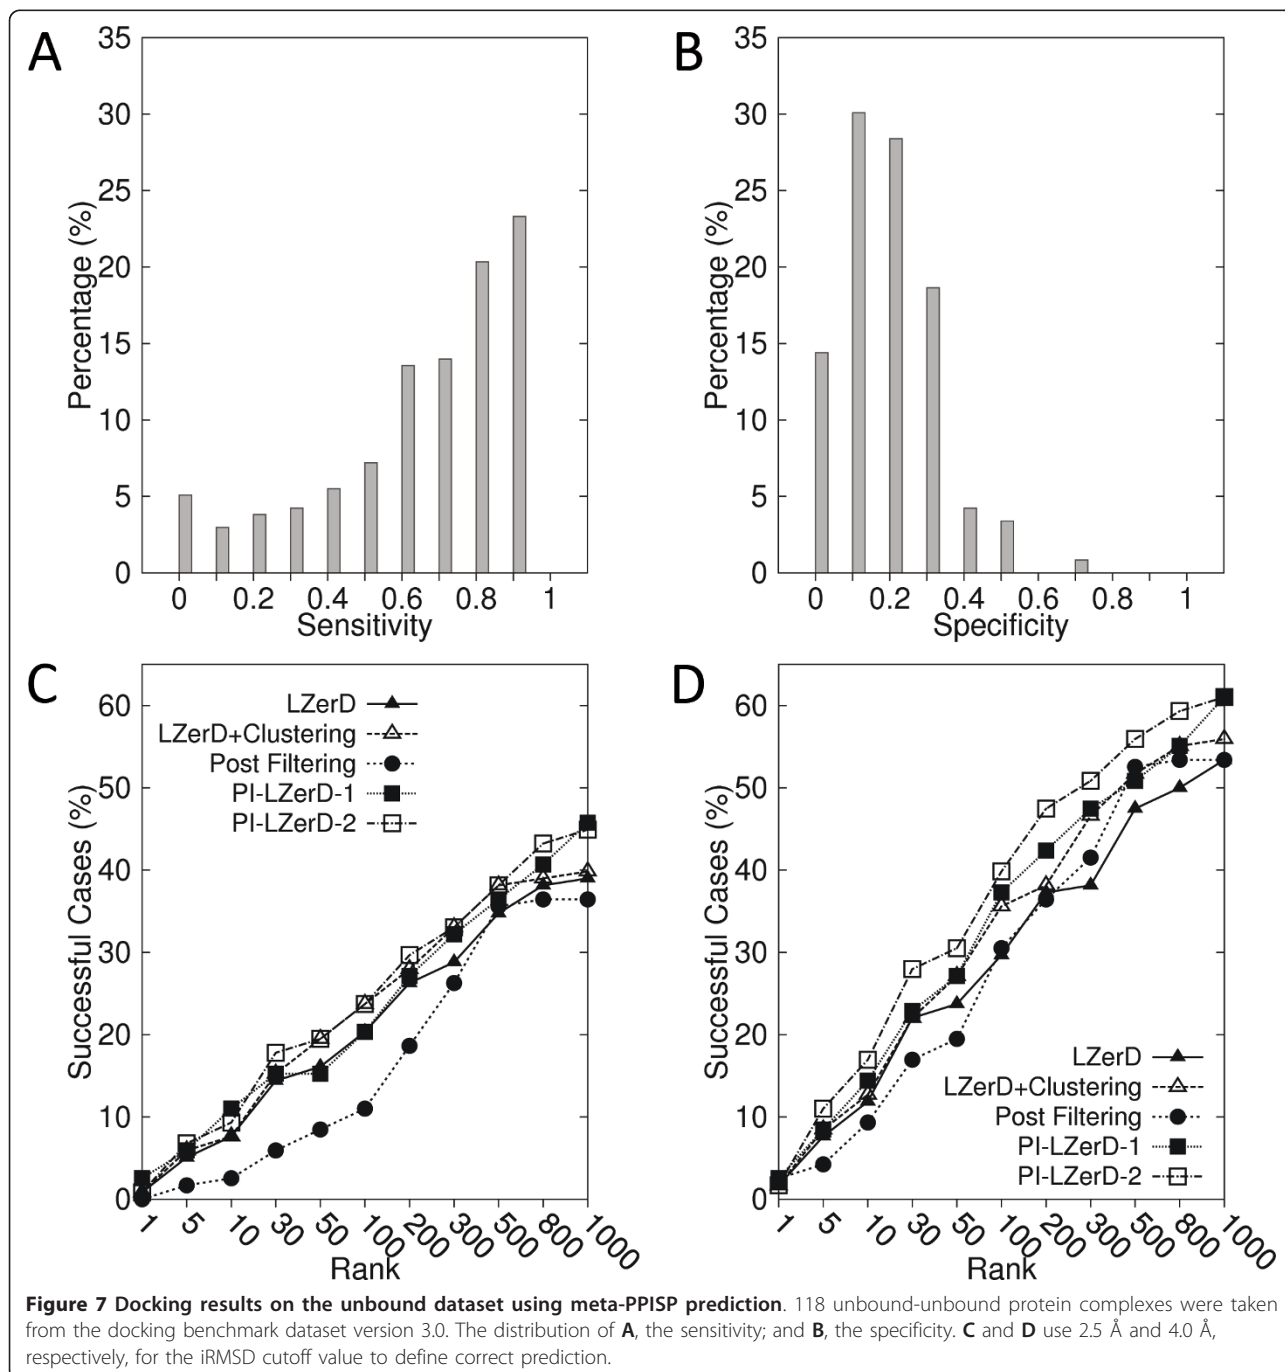 A
35
30
25
20
15
10
5
0
Percentage (%)
0 0.2 0.4 0.6 0.8 1
Sensitivity
B
35
30
25
20
15
10
5
0
Percentage (%)
0 0.2 0.4 0.6 0.8 1
Specificity
C
60
50
40
30
20
10
0
Successful Cases (%)
LZerD
LZerD+Clustering
Post Filtering
PI-LZerD-1
PI-LZerD-2
1 5 10 30 50 100 200 300 500 800 1000
Rank
D
60
50
40
30
20
10
0
Successful Cases (%)
LZerD
LZerD+Clustering
Post Filtering
PI-LZerD-1
PI-LZerD-2
1 5 10 30 50 100 200 300 500 800 1000
Rank
Figure 7 Docking results on the unbound dataset using meta-PPISP prediction. 118 unbound-unbound protein complexes were taken
from the docking benchmark dataset version 3.0. The distribution of A, the sensitivity; and B, the specificity. C and D use 2.5 Å and 4.0 Å,
respectively, for the iRMSD cutoff value to define correct prediction.